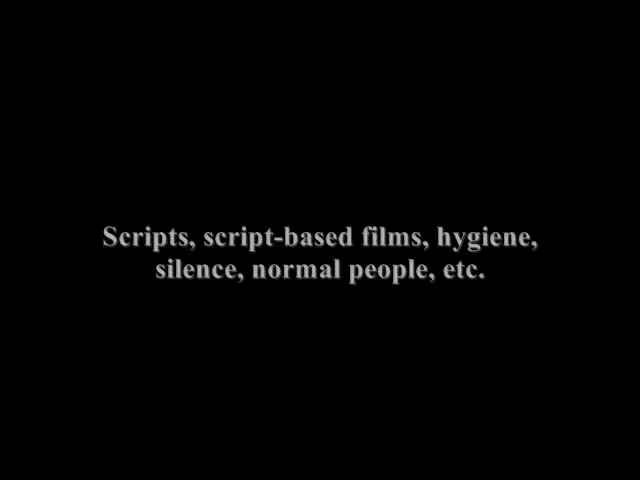 Scripts, script-based films, hygiene,
silence, normal people, etc.